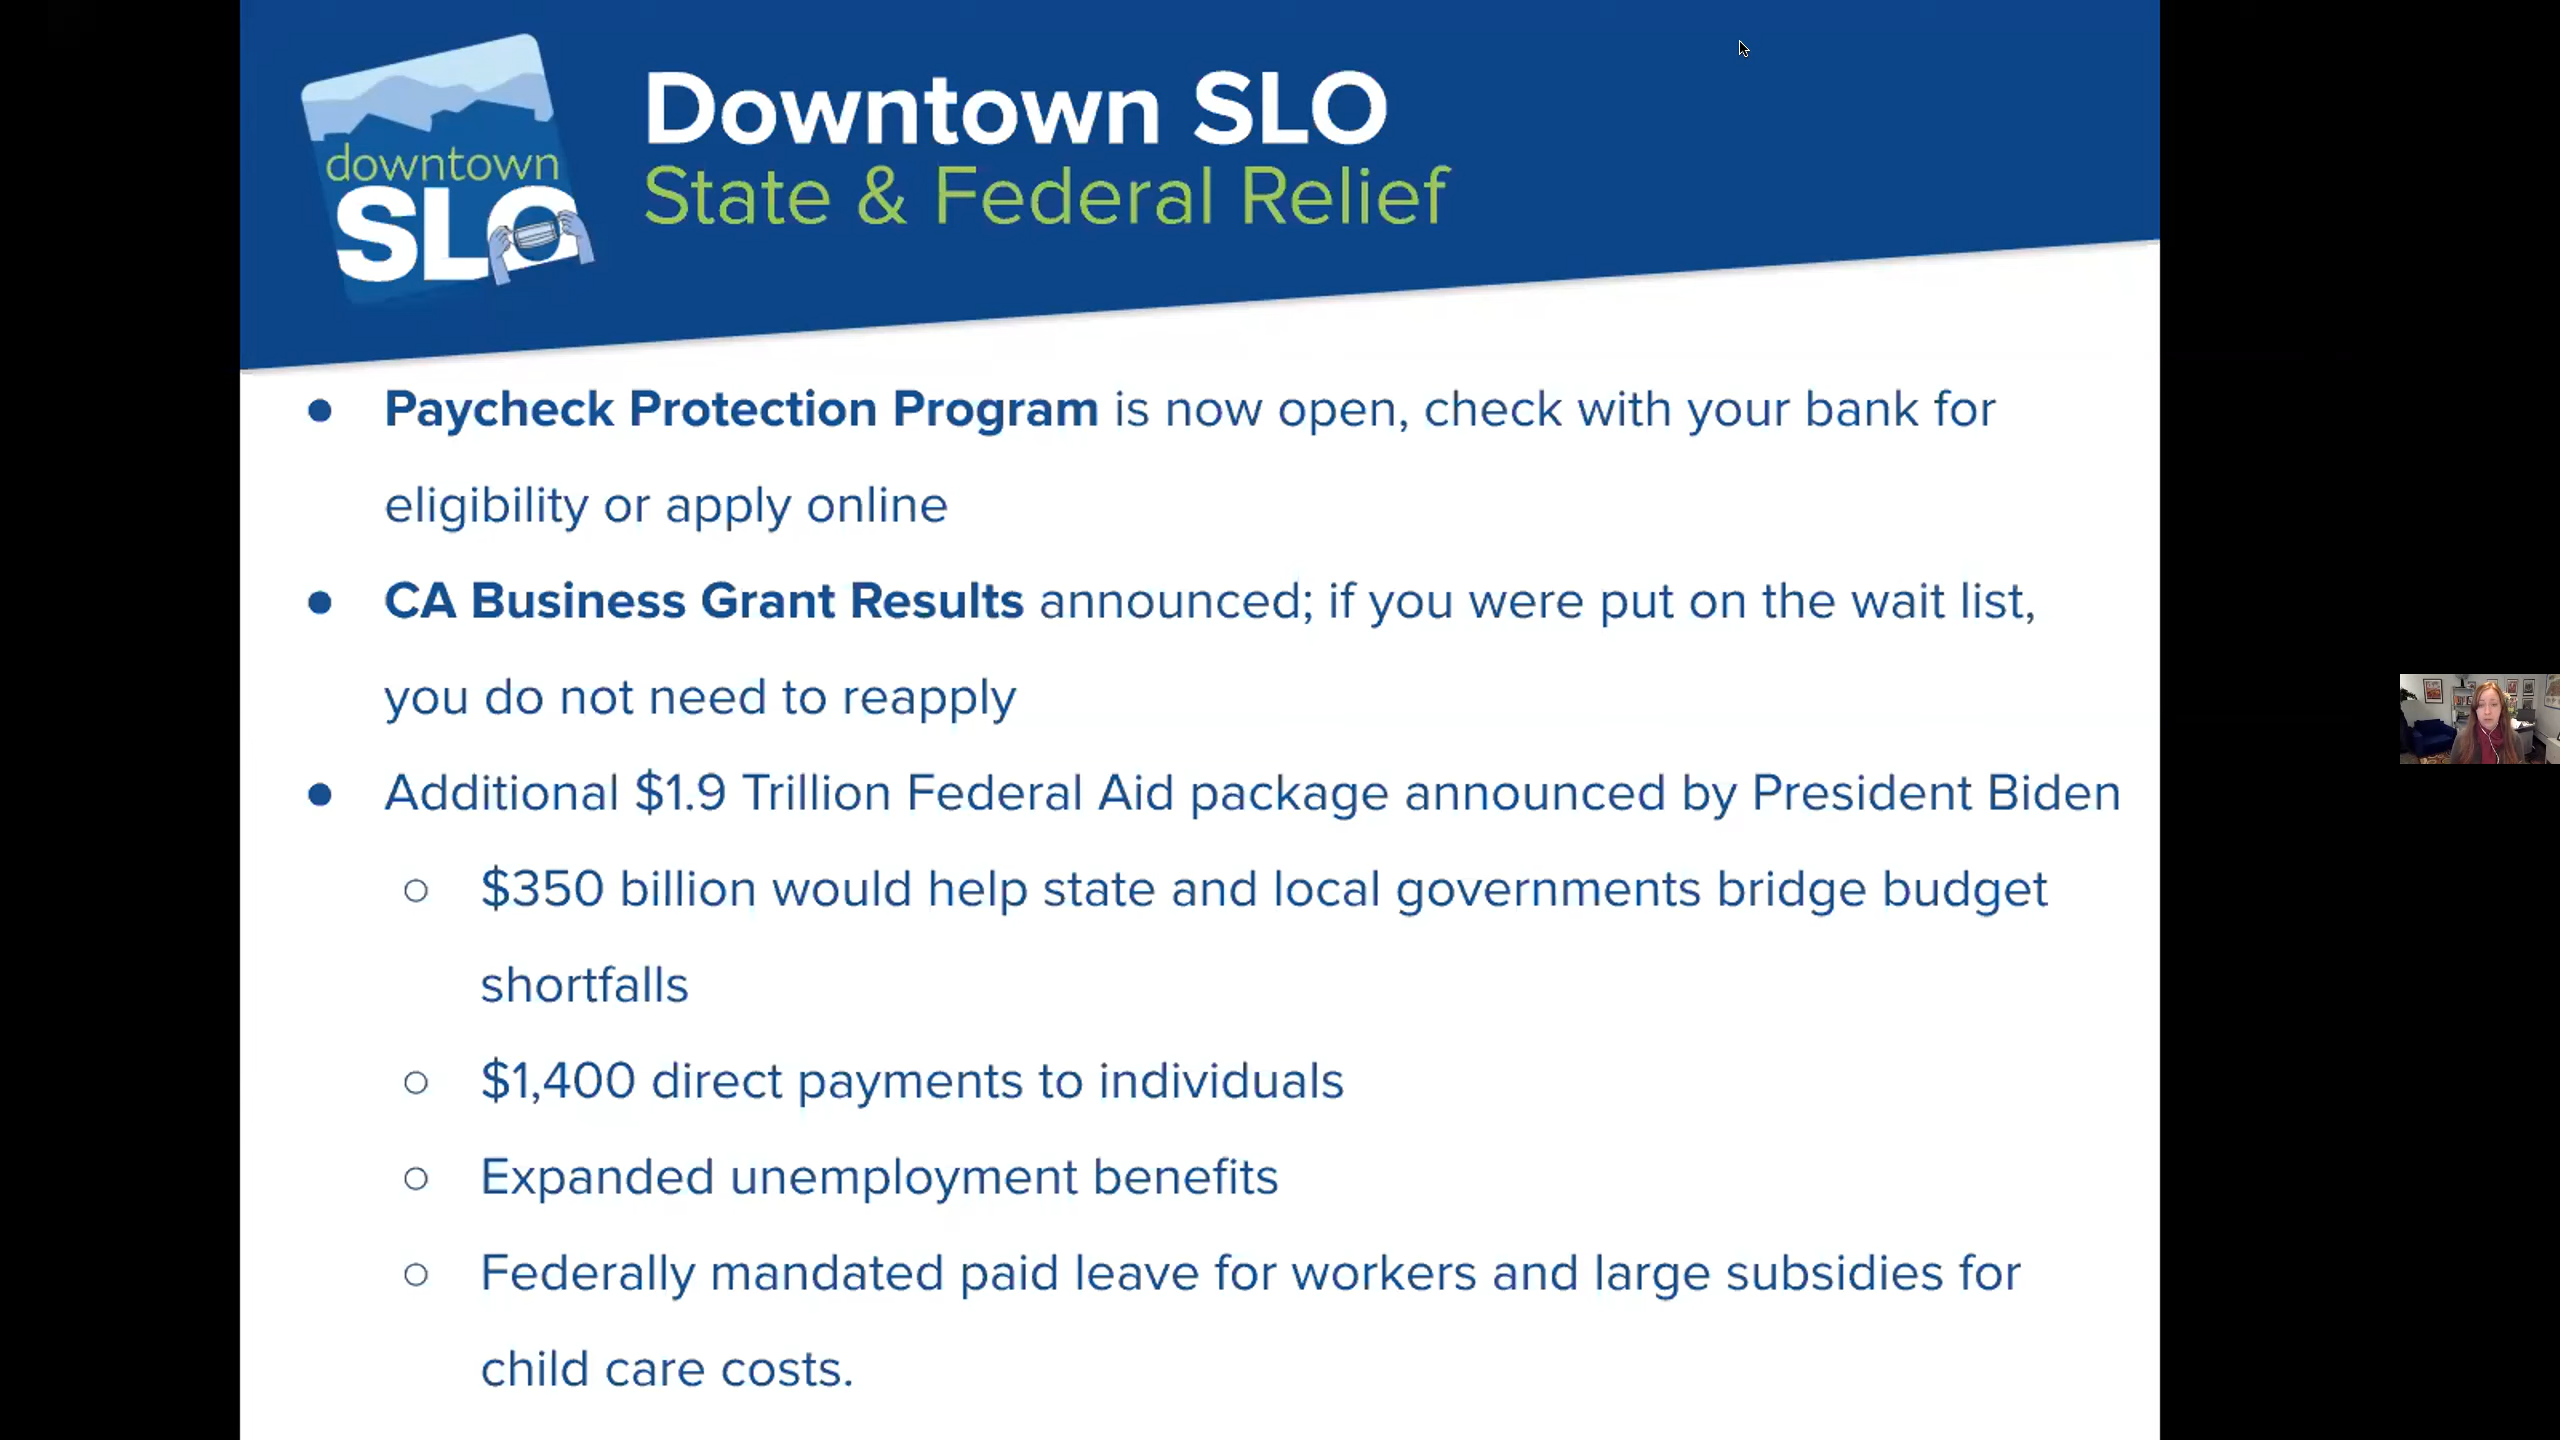 downtown
SLO
Downtown SLO
State & Federal Relief
● Paycheck Protection Program is now open, check with your bank for
eligibility or apply online
● CA Business Grant Results announced; if you were put on the wait list,
you do not need to reapply
● Additional $1.9 Trillion Federal Aid package announced by President Biden
○ $350 billion would help state and local governments bridge budget
shortfalls
○ $1,400 direct payments to individuals
○ Expanded unemployment benefits
○ Federally mandated paid leave for workers and large subsidies for
child care costs.